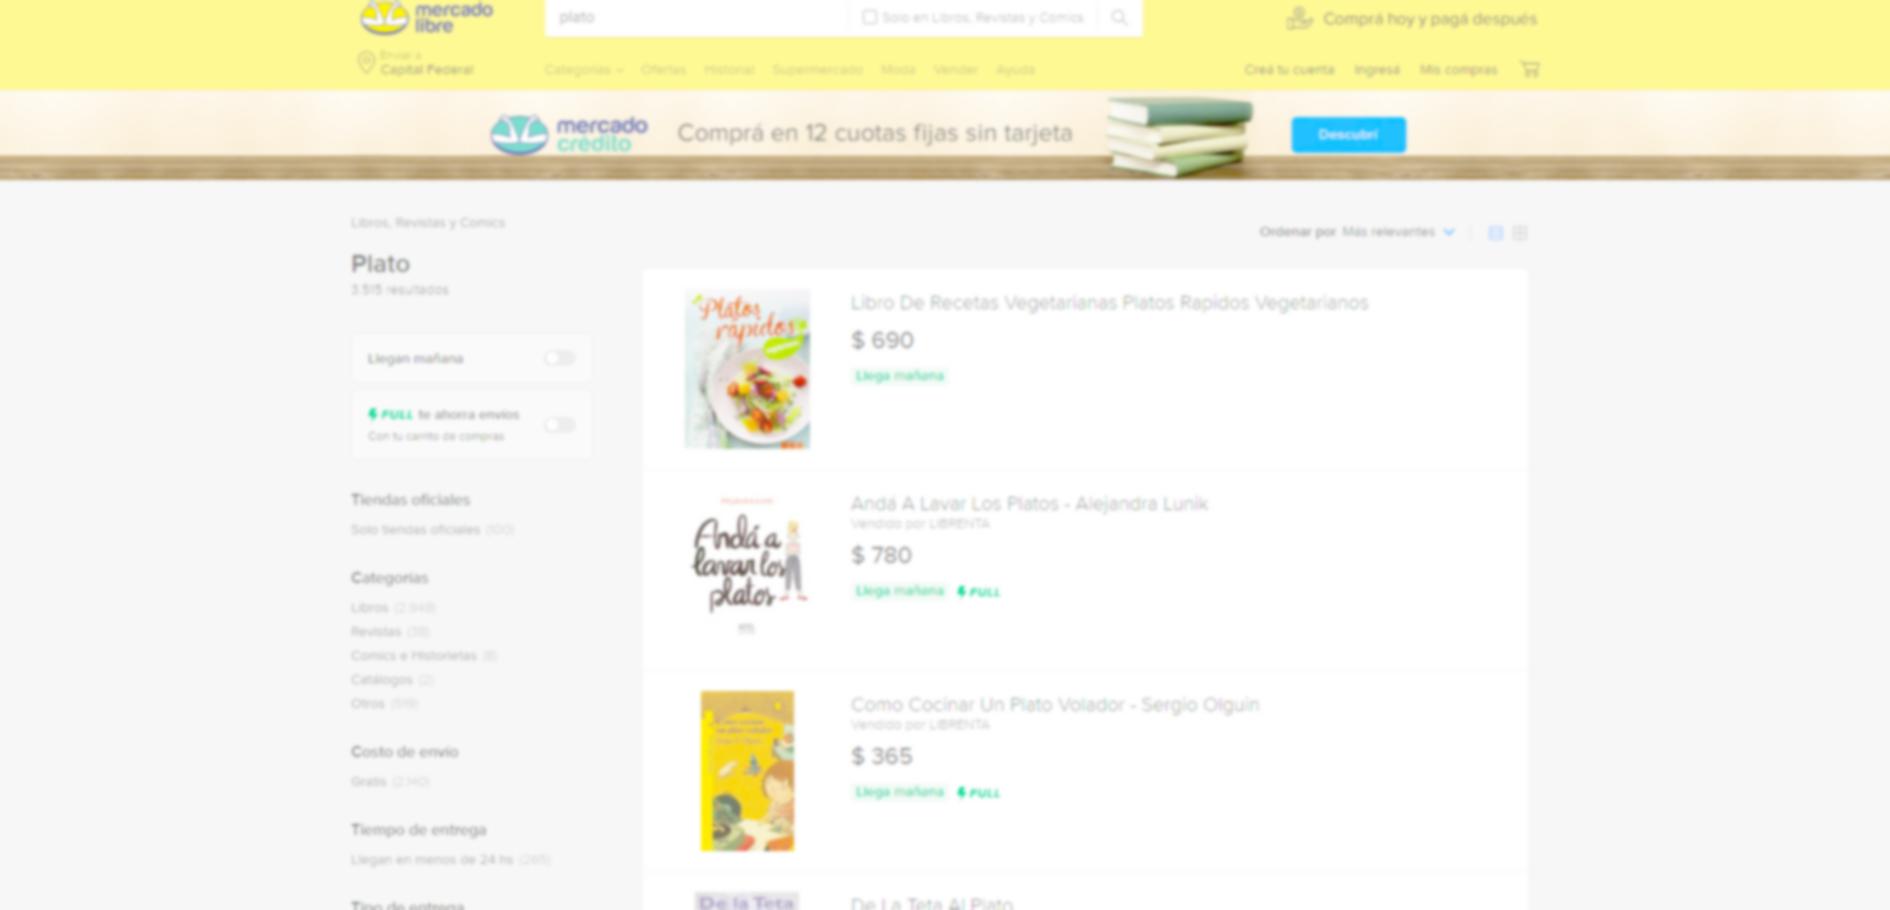 mercado
libre
plato
Solo en Libros, Revistas y Comics
Comprá hoy y pagá después
Enviar a
Capital Federal
Categorías Ofertas Historial Supermercado Moda Vender Ayuda
Creá tu cuenta Ingresá Mis compras
mercado
crédito
Comprá en 12 cuotas fijas sin tarjeta
Descubrí
Libros, Revistas y Comics
Ordenar por Más relevantes
Plato
3.515 resultados
Llegan mañana
FULL te ahorra envíos
Con tu carrito de compras
Tiendas oficiales
Solo tiendas oficiales (100)
Categorías
Libros
Revistas
Comics e Historietas
Catálogos (2)
Otros
Costo de envío
Gratis
Tiempo de entrega
Llegan en menos de 24 hs (265)
Tipo de entrega
Platos
rápidos
Libro De Recetas Vegetarianas Platos Rapidos Vegetarianos
$ 690
Llega mañana
Andá a
lavar los
platos
Andá A Lavar Los Platos - Alejandra Lunik
Vendido por LIBRENTA
$ 780
Llega mañana FULL
Como Cocinar Un Plato Volador - Sergio Olguin
Vendido por LIBRENTA
$ 365
Llega mañana FULL
De la Teta
De La Teta Al Plato.